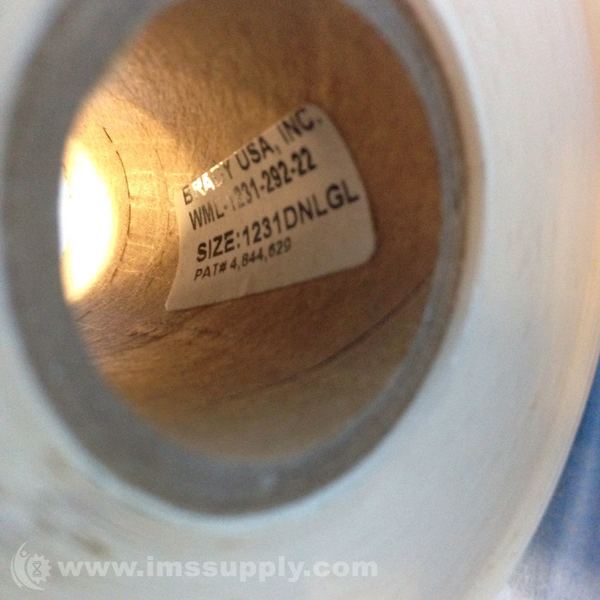 BRADY USA, INC.
WML-1231-292-22
SIZE:1231DNLGL
PAT# 4,844,629
www.imssupply.com